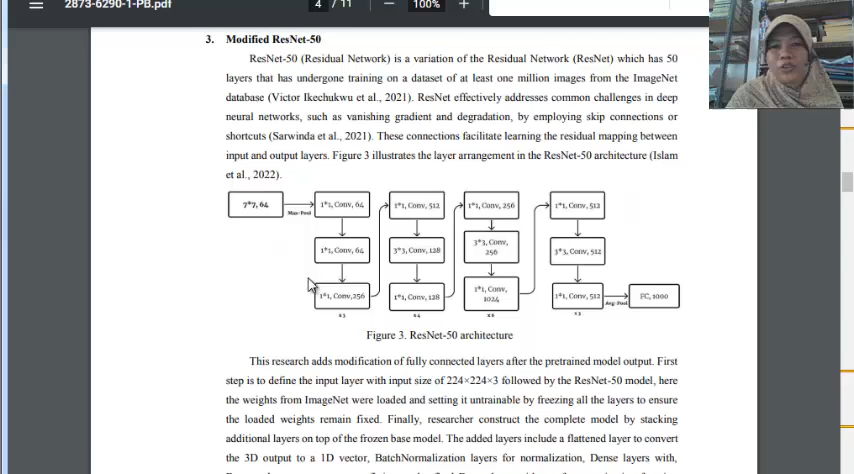 2873-6290-1-PB.pdf
4 / 11
100%
3. Modified ResNet-50
ResNet-50 (Residual Network) is a variation of the Residual Network (ResNet) which has 50
layers that has undergone training on a dataset of at least one million images from the ImageNet
database (Victor Ikechukwu et al., 2021). ResNet effectively addresses common challenges in deep
neural networks, such as vanishing gradient and degradation, by employing skip connections or
shortcuts (Sarwinda et al., 2021). These connections facilitate learning the residual mapping between
input and output layers. Figure 3 illustrates the layer arrangement in the ResNet-50 architecture (Islam
et al., 2022).
7*7, 64
Max-Pool
1*1, Conv, 64
1*1, Conv, 64
1*1, Conv,256
x3
1*1, Conv, 512
3*3, Conv, 128
1*1, Conv, 128
x4
1*1, Conv, 256
3*3, Conv,
256
1*1, Conv,
1024
x6
1*1, Conv, 512
3*3, Conv, 512
1*1, Conv, 512
x3
Avg-Pool
FC, 1000
Figure 3. ResNet-50 architecture
This research adds modification of fully connected layers after the pretrained model output. First
step is to define the input layer with input size of 224×224×3 followed by the ResNet-50 model, here
the weights from ImageNet were loaded and setting it untrainable by freezing all the layers to ensure
the loaded weights remain fixed. Finally, researcher construct the complete model by stacking
additional layers on top of the frozen base model. The added layers include a flattened layer to convert
the 3D output to a 1D vector, BatchNormalization layers for normalization, Dense layers with,